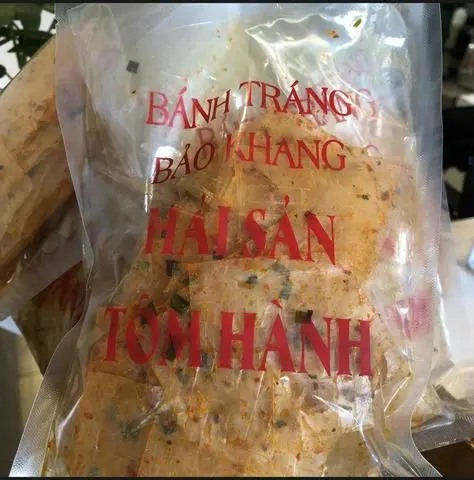 BÁNH TRÁNG
BẢO KHANG
HẢI SẢN
TÔM HÀNH